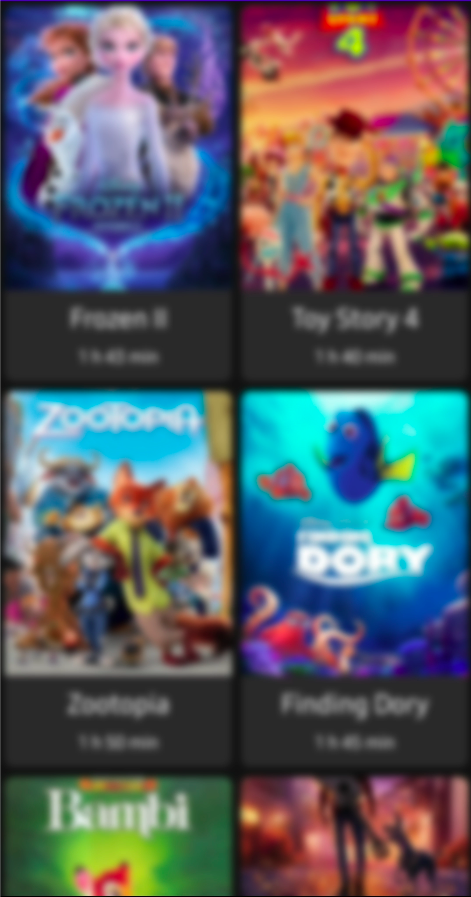 4
FROZEN II
Frozen II
1 h 43 min
Toy Story 4
1 h 40 min
ZOOTOPIA
Zootopia
1 h 50 min
FINDING
DORY
Finding Dory
1 h 45 min
Bambi